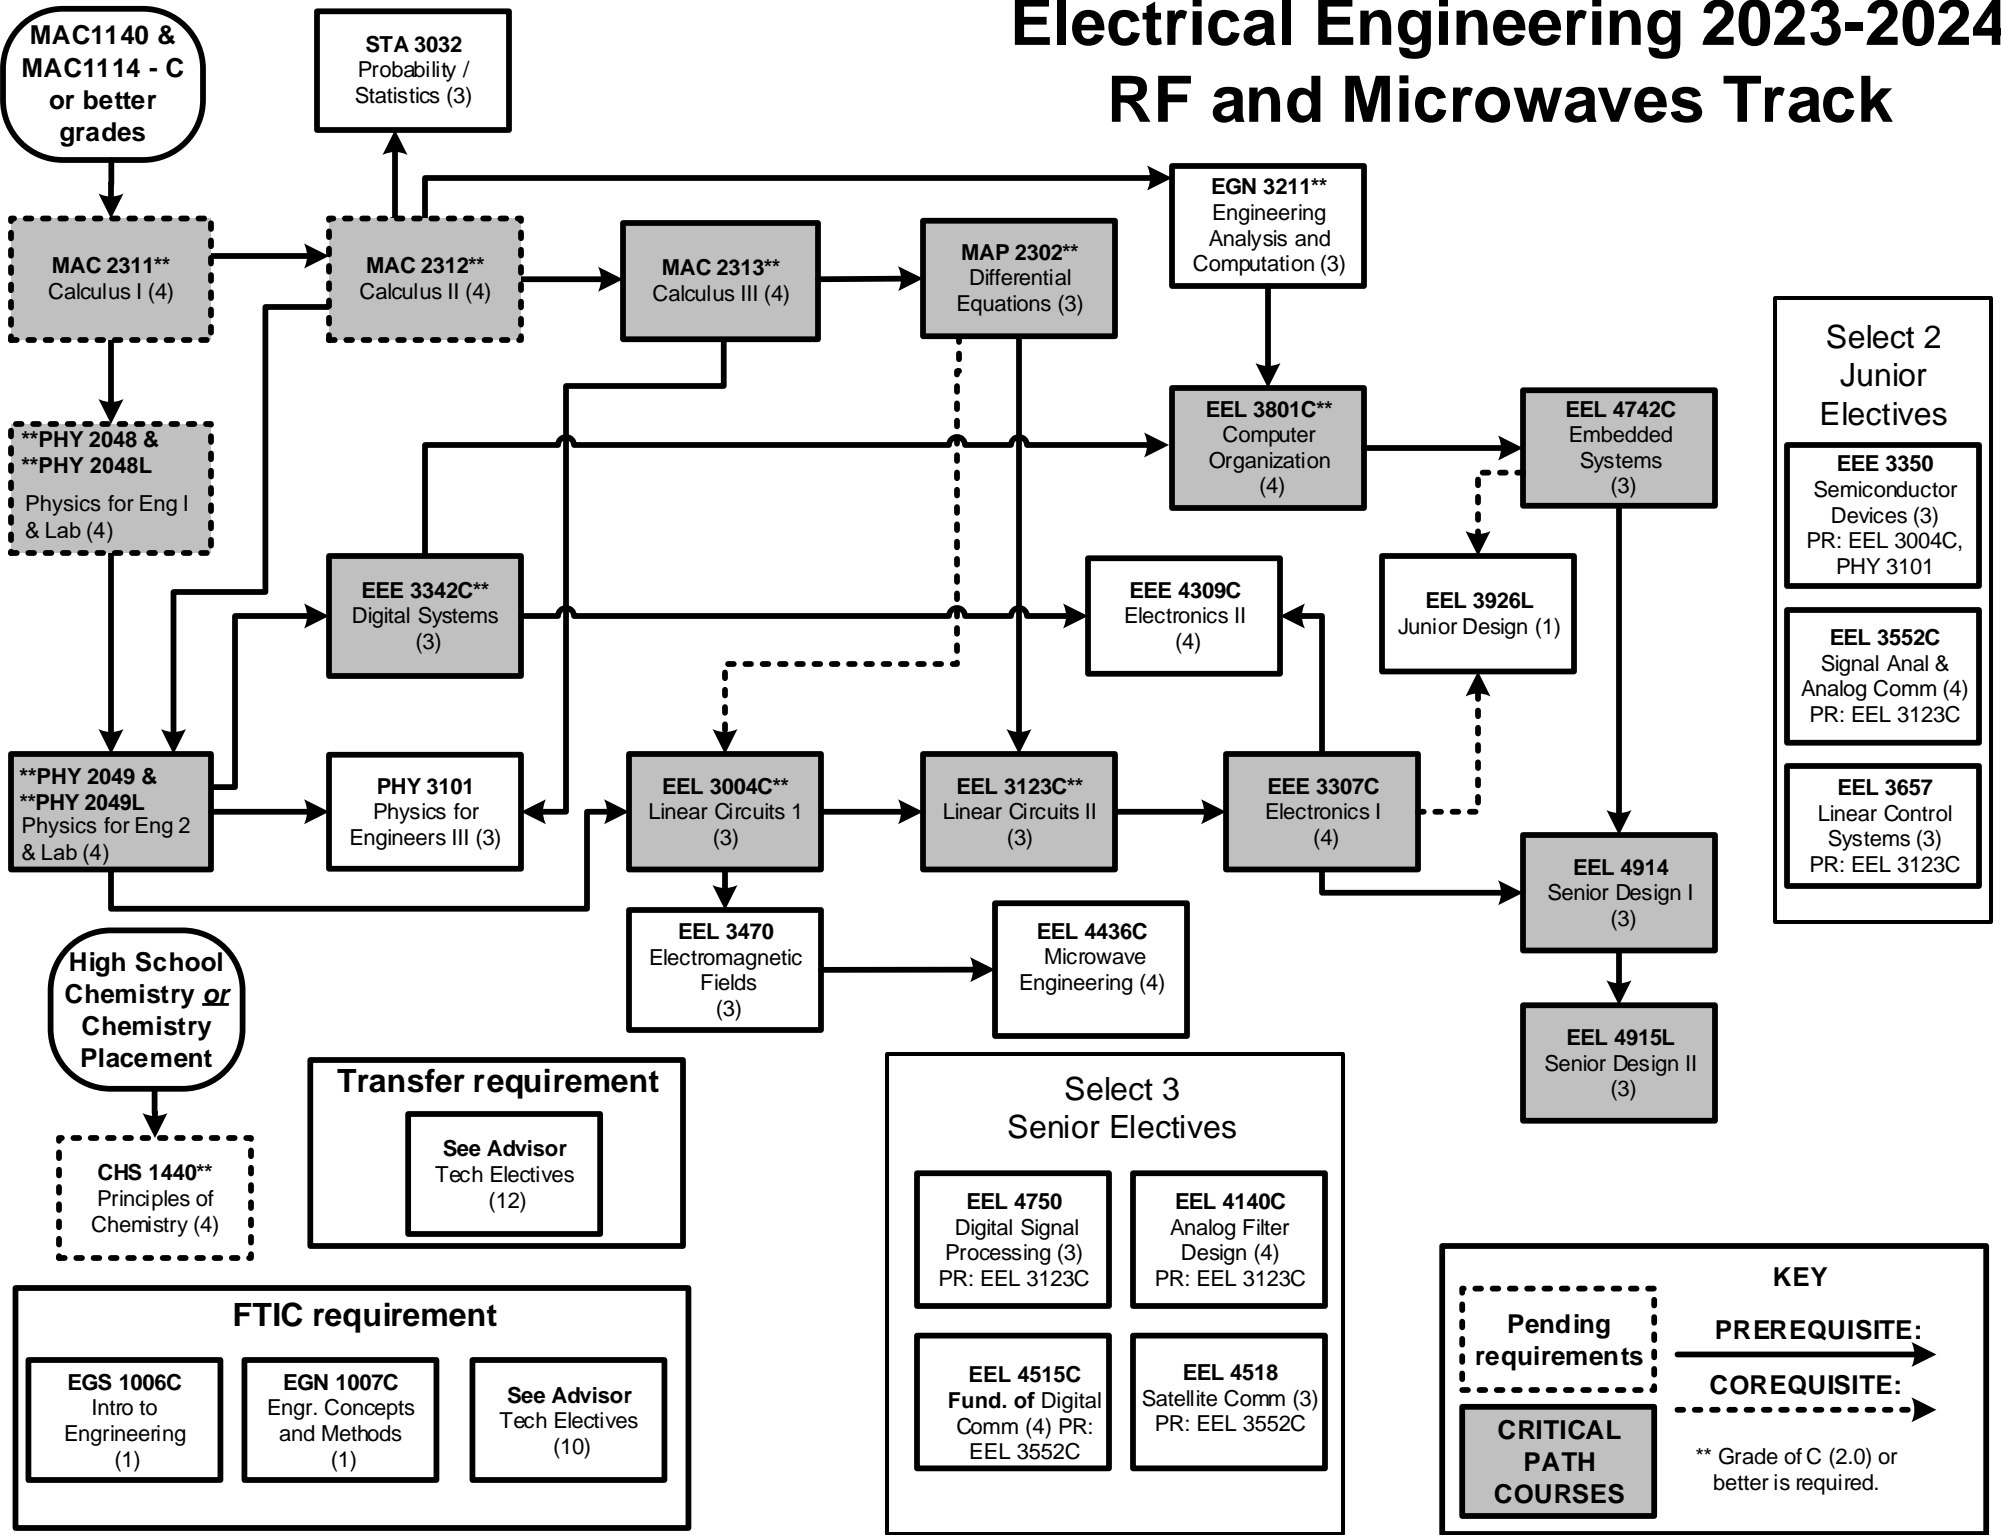 Electrical Engineering 2023-2024
RF and Microwaves Track
MAC1140 &
MAC1114 - C
or better
grades
STA 3032
Probability /
Statistics (3)
EGN 3211**
Engineering
Analysis and
Computation (3)
MAC 2311**
Calculus I (4)
MAC 2312**
Calculus II (4)
MAC 2313**
Calculus III (4)
MAP 2302**
Differential
Equations (3)
**PHY 2048 &
**PHY 2048L
Physics for Eng I
& Lab (4)
EEL 3801C**
Computer
Organization
(4)
EEL 4742C
Embedded
Systems
(3)
EEE 3342C**
Digital Systems
(3)
EEE 4309C
Electronics II
(4)
EEL 3926L
Junior Design (1)
**PHY 2049 &
**PHY 2049L
Physics for Eng 2
& Lab (4)
PHY 3101
Physics for
Engineers III (3)
EEL 3004C**
Linear Circuits 1
(3)
EEL 3123C**
Linear Circuits II
(3)
EEE 3307C
Electronics I
(4)
EEL 4914
Senior Design I
(3)
EEL 3470
Electromagnetic
Fields
(3)
EEL 4436C
Microwave
Engineering (4)
EEL 4915L
Senior Design II
(3)
Select 2
Junior
Electives
EEE 3350
Semiconductor
Devices (3)
PR: EEL 3004C,
PHY 3101
EEL 3552C
Signal Anal &
Analog Comm (4)
PR: EEL 3123C
EEL 3657
Linear Control
Systems (3)
PR: EEL 3123C
High School
Chemistry or
Chemistry
Placement
CHS 1440**
Principles of
Chemistry (4)
Transfer requirement
See Advisor
Tech Electives
(12)
FTIC requirement
EGS 1006C
Intro to
Engrineering
(1)
EGN 1007C
Engr. Concepts
and Methods
(1)
See Advisor
Tech Electives
(10)
Select 3
Senior Electives
EEL 4750
Digital Signal
Processing (3)
PR: EEL 3123C
EEL 4140C
Analog Filter
Design (4)
PR: EEL 3123C
EEL 4515C
Fund. of Digital
Comm (4) PR:
EEL 3552C
EEL 4518
Satellite Comm (3)
PR: EEL 3552C
KEY
Pending
requirements
PREREQUISITE:
COREQUISITE:
CRITICAL
PATH
COURSES
** Grade of C (2.0) or
better is required.